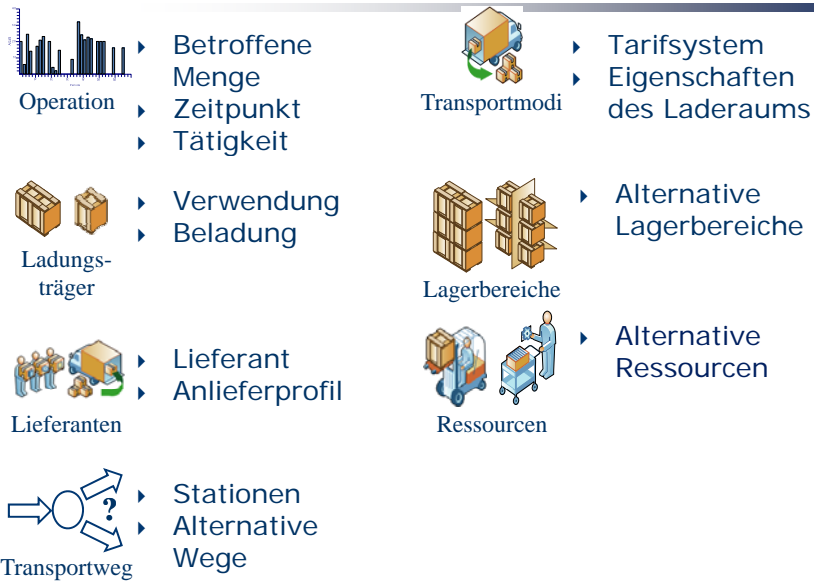 Operation
Betroffene
Menge
Zeitpunkt
Tätigkeit
Ladungs-
träger
Verwendung
Beladung
Lieferanten
Lieferant
Anlieferprofil
?
Transportweg
Stationen
Alternative
Wege
Transportmodi
Tarifsystem
Eigenschaften
des Laderaums
Lagerbereiche
Alternative
Lagerbereiche
Ressourcen
Alternative
Ressourcen